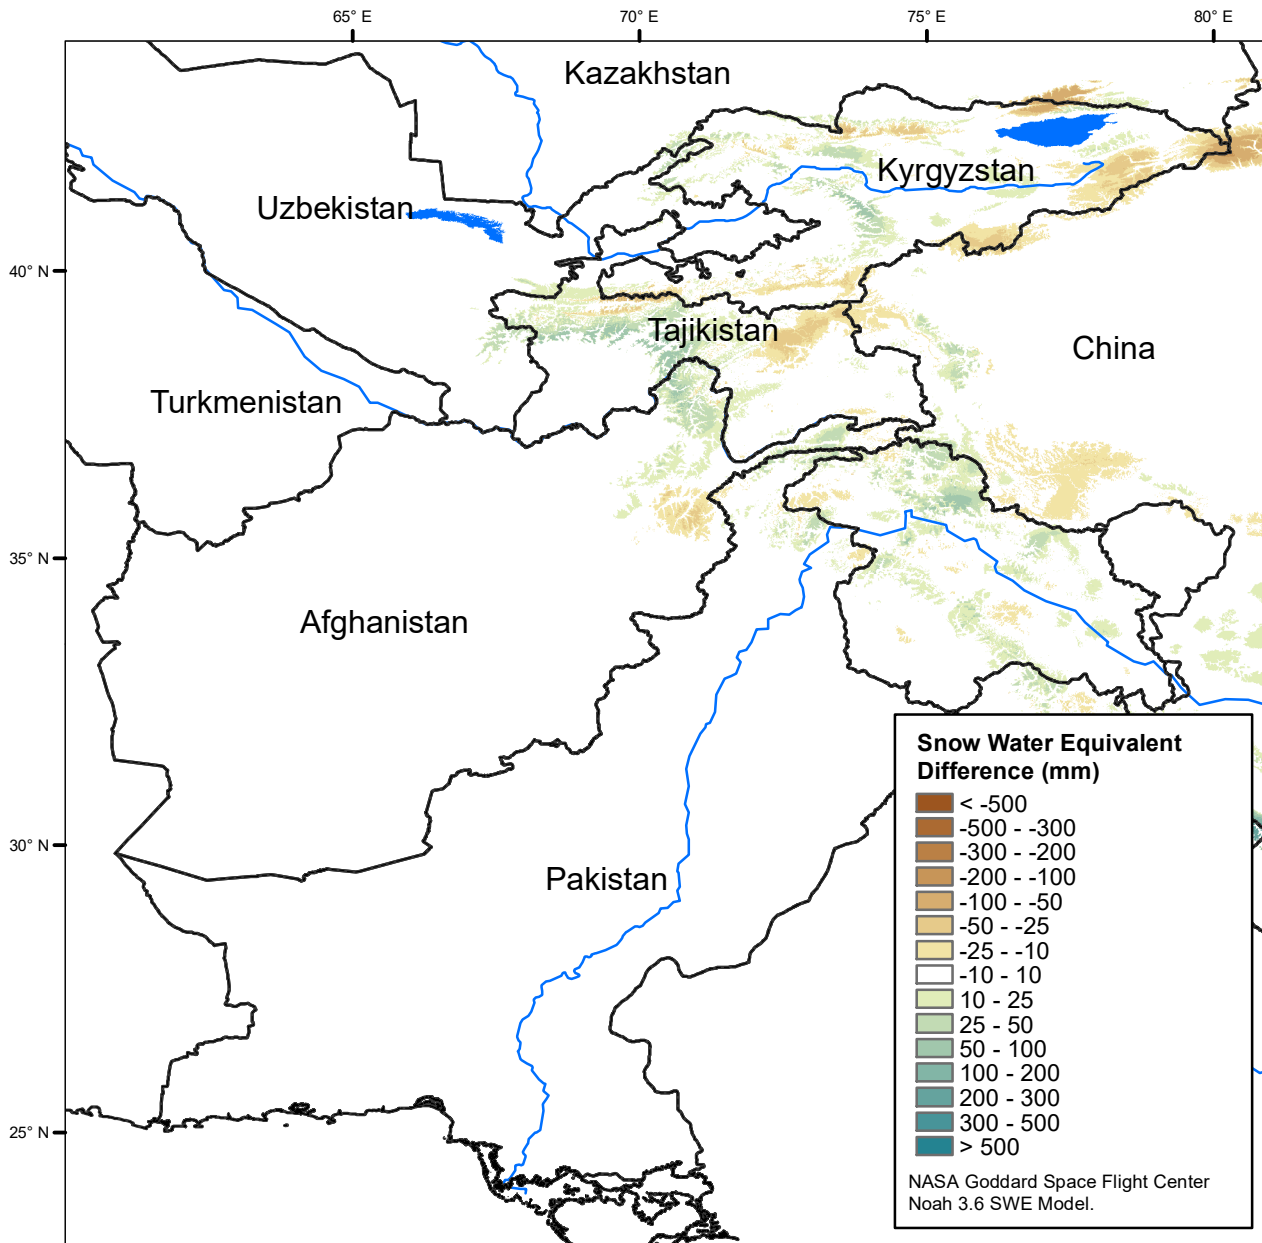 65° E
70° E
75° E
80° E
Kazakhstan
Kyrgyzstan
Uzbekistan
40° N
Tajikistan
China
Turkmenistan
35° N
Afghanistan
30° N
Pakistan
25° N
Snow Water Equivalent
Difference (mm)
< -500
-500 - -300
-300 - -200
-200 - -100
-100 - -50
-50 - -25
-25 - -10
-10 - 10
10 - 25
25 - 50
50 - 100
100 - 200
200 - 300
300 - 500
> 500
NASA Goddard Space Flight Center
Noah 3.6 SWE Model.